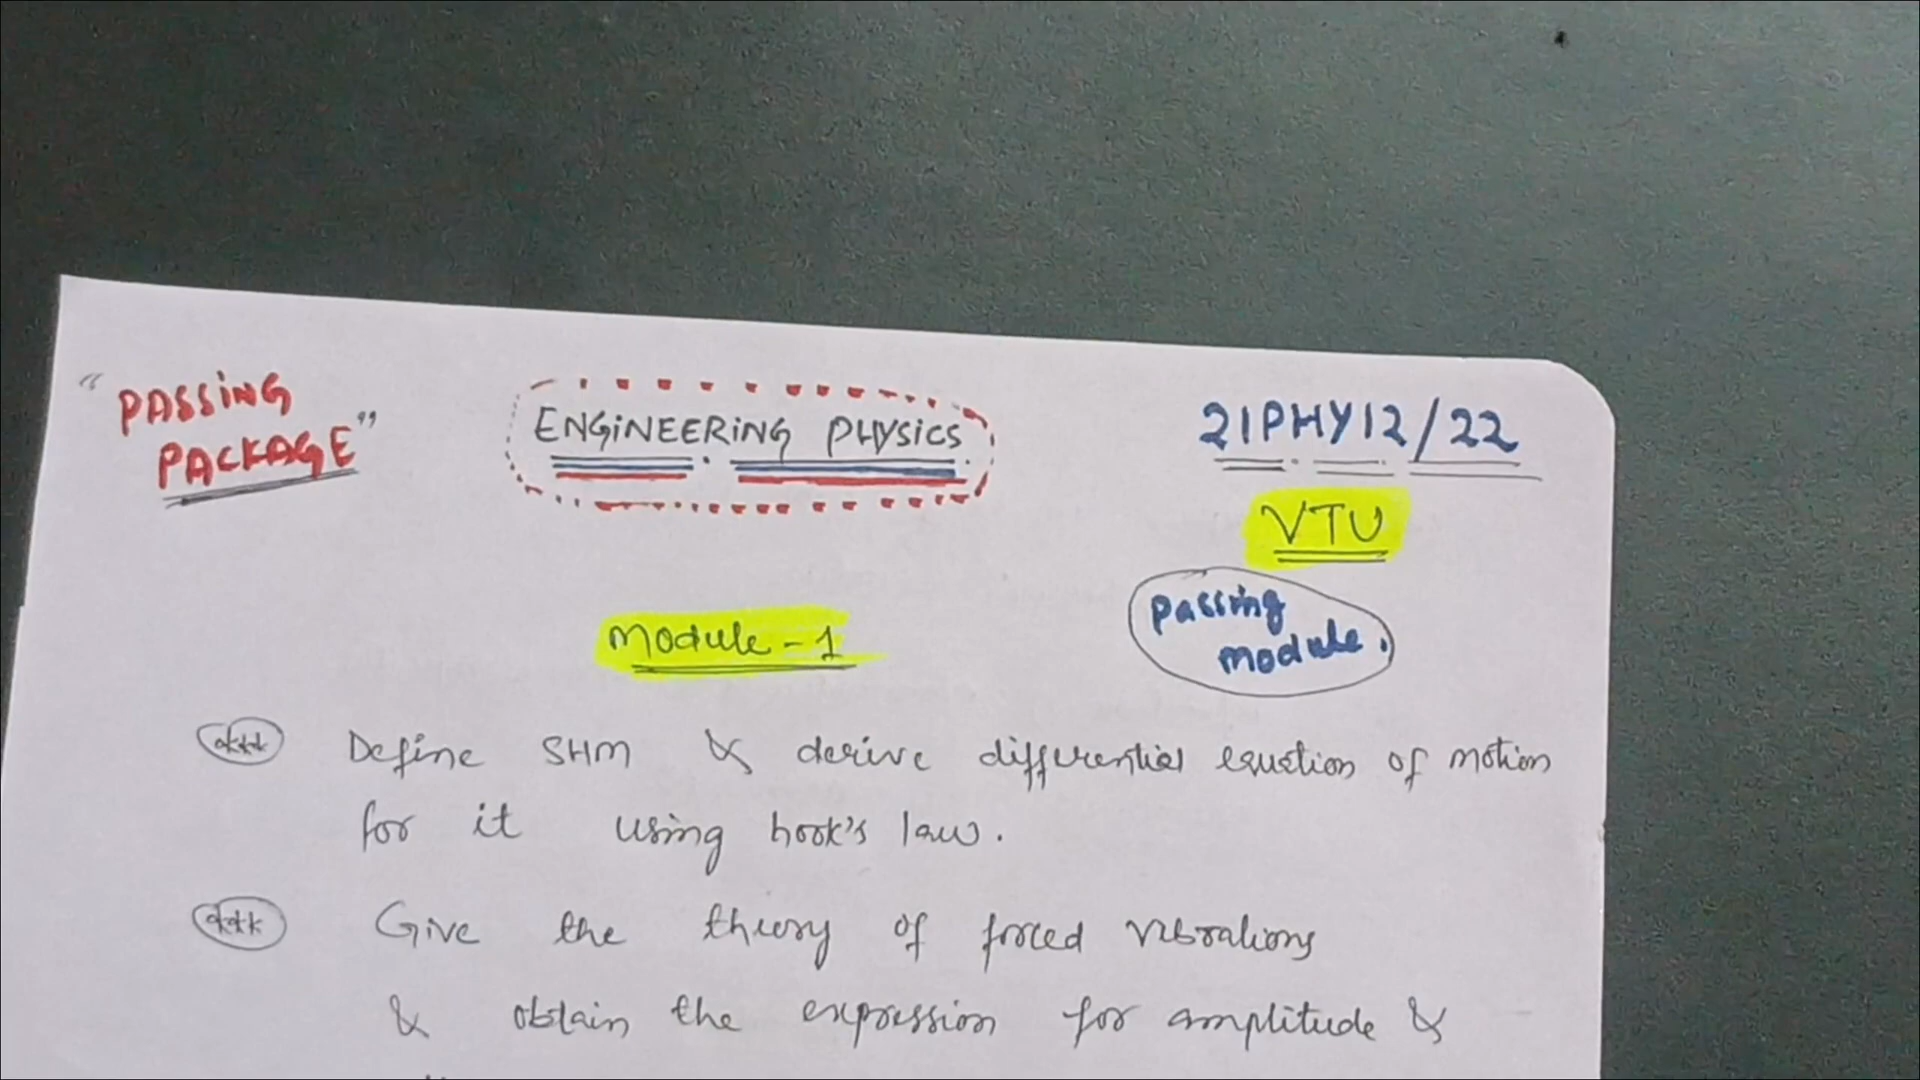 "PASSiNG
PACKAGE"
ENGiNEERiNG PHYSiCS
21PHY12/22
VTU
passing
module.
Module-1
*** Define SHM & derive differential equation of motion
for it using hook's law.
*** Give the theory of forced vibrations
& obtain the expression for amplitude &